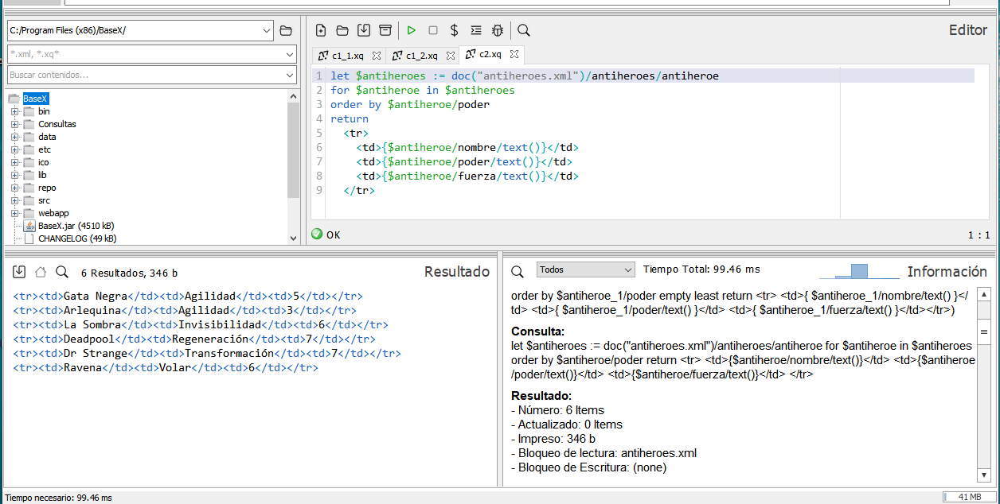 C:/Program Files (x86)/BaseX/
*.xml, *.xq*
Buscar contenidos...
BaseX
bin
Consultas
data
etc
ico
lib
repo
src
webapp
BaseX.jar (4510 kB)
CHANGELOG (49 kB)
Editor
c1_1.xq
c1_2.xq
c2.xq
1 let $antiheroes := doc("antiheroes.xml")/antiheroes/antiheroe
2 for $antiheroe in $antiheroes
3 order by $antiheroe/poder
4 return
5 <tr>
6 <td>{$antiheroe/nombre/text()}</td>
7 <td>{$antiheroe/poder/text()}</td>
8 <td>{$antiheroe/fuerza/text()}</td>
9 </tr>
OK
1 : 1
6 Resultados, 346 b
Resultado
<tr><td>Gata Negra</td><td>Agilidad</td><td>5</td></tr>
<tr><td>Arlequina</td><td>Agilidad</td><td>3</td></tr>
<tr><td>La Sombra</td><td>Invisibilidad</td><td>6</td></tr>
<tr><td>Deadpool</td><td>Regeneración</td><td>7</td></tr>
<tr><td>Dr Strange</td><td>Transformación</td><td>7</td></tr>
<tr><td>Ravena</td><td>Volar</td><td>6</td></tr>
Todos
Tiempo Total: 99.46 ms
Información
order by $antiheroe_1/poder empty least return <tr> <td>{ $antiheroe_1/nombre/text() }</
td> <td>{ $antiheroe_1/poder/text() }</td> <td>{ $antiheroe_1/fuerza/text() }</td></tr>)
Consulta:
let $antiheroes := doc("antiheroes.xml")/antiheroes/antiheroe for $antiheroe in $antiheroes
order by $antiheroe/poder return <tr> <td>{$antiheroe/nombre/text()}</td> <td>{$antiheroe
/poder/text()}</td> <td>{$antiheroe/fuerza/text()}</td> </tr>
Resultado:
- Número: 6 Items
- Actualizado: 0 Items
- Impreso: 346 b
- Bloqueo de lectura: antiheroes.xml
- Bloqueo de Escritura: (none)
Tiempo necesario: 99.46 ms
41 MB